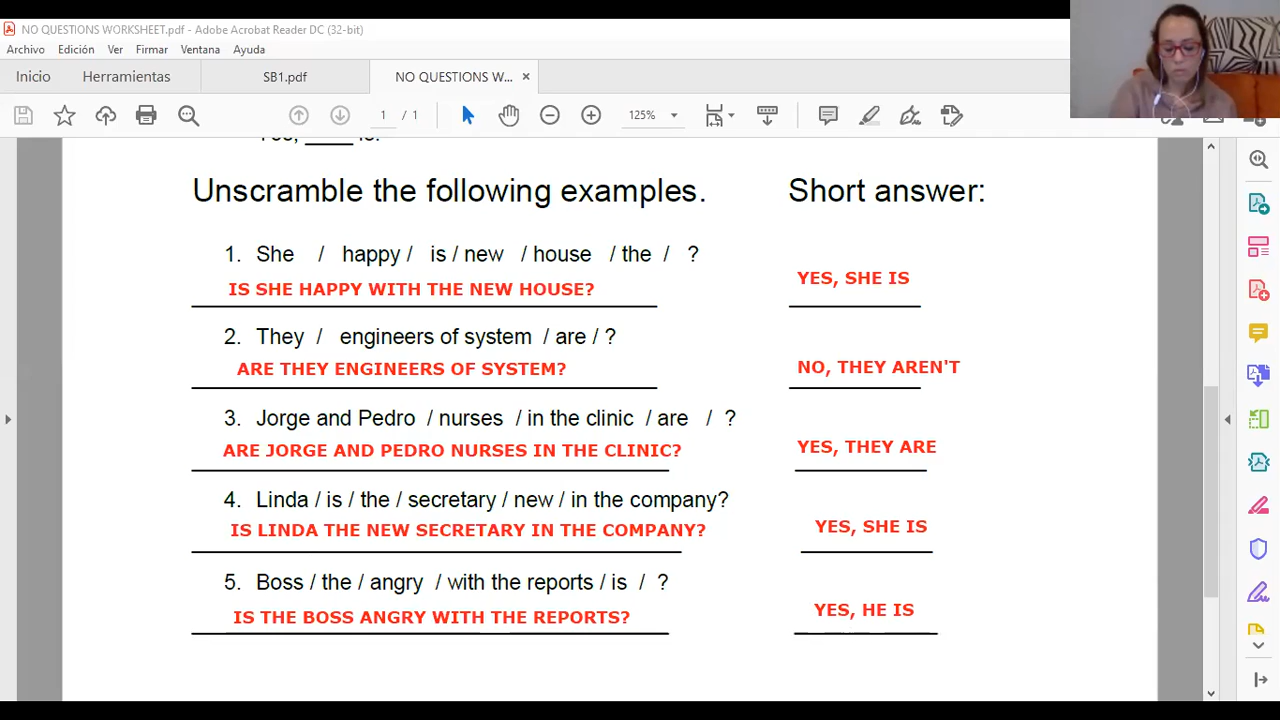 NO QUESTIONS WORKSHEET.pdf - Adobe Acrobat Reader DC (32-bit)
Archivo Edición Ver Firmar Ventana Ayuda
Inicio Herramientas SB1.pdf NO QUESTIONS W... ×
1 / 1 125%
Unscramble the following examples. Short answer:
1. She / happy / is / new / house / the / ?
IS SHE HAPPY WITH THE NEW HOUSE? YES, SHE IS
2. They / engineers of system / are / ?
ARE THEY ENGINEERS OF SYSTEM? NO, THEY AREN'T
3. Jorge and Pedro / nurses / in the clinic / are / ?
ARE JORGE AND PEDRO NURSES IN THE CLINIC? YES, THEY ARE
4. Linda / is / the / secretary / new / in the company?
IS LINDA THE NEW SECRETARY IN THE COMPANY? YES, SHE IS
5. Boss / the / angry / with the reports / is / ?
IS THE BOSS ANGRY WITH THE REPORTS? YES, HE IS